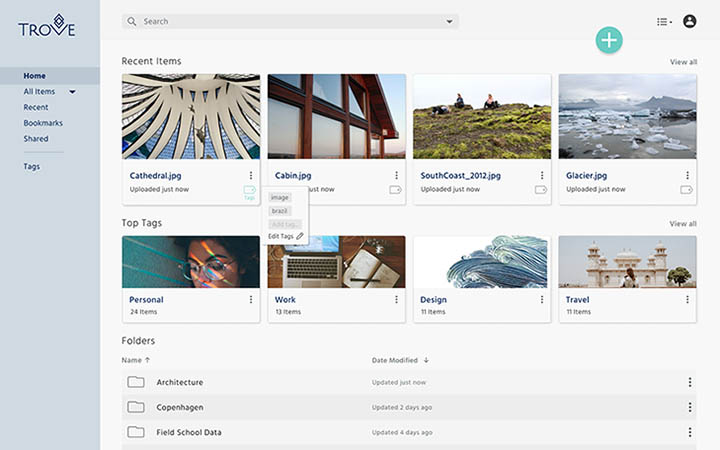 TROVE
Search
Home
All Items
Recent
Bookmarks
Shared
Tags
Recent Items
View all
Cathedral.jpg
Uploaded just now
Tags
Cabin.jpg
Uploaded just now
SouthCoast_2012.jpg
Uploaded just now
Glacier.jpg
Uploaded just now
image
brazil
Add tag...
Edit Tags
Top Tags
View all
Personal
24 Items
Work
13 Items
Design
11 Items
Travel
11 Items
Folders
Name
Date Modified
Architecture
Updated just now
Copenhagen
Updated 2 days ago
Field School Data
Updated 4 days ago